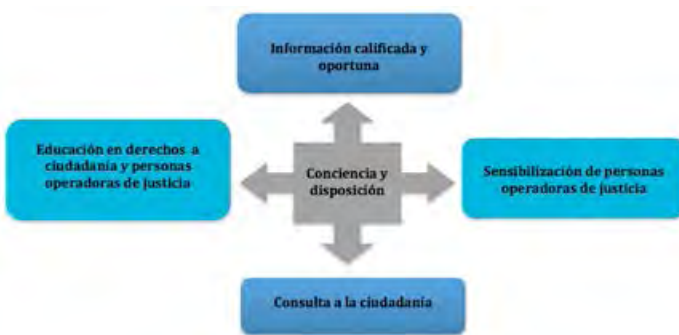 Información calificada y
oportuna
Educación en derechos a
ciudadanía y personas
operadoras de justicia
Conciencia y
disposición
Sensibilización de personas
operadoras de justicia
Consulta a la ciudadanía